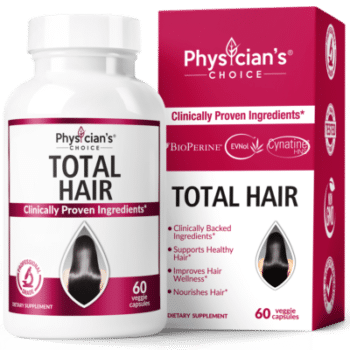 Physician's®
CHOICE
TOTAL
HAIR
Clinically Proven Ingredients*
DIETARY SUPPLEMENT
60
veggie
capsules
Physician's®
CHOICE
Clinically Proven Ingredients*
BIOPERINE®
EVNol
Cynatine
HNS
TOTAL HAIR
• Clinically Backed
Ingredients*
• Supports Healthy
Hair*
• Improves Hair
Wellness*
• Nourishes Hair*
DIETARY SUPPLEMENT
60 veggie
capsules